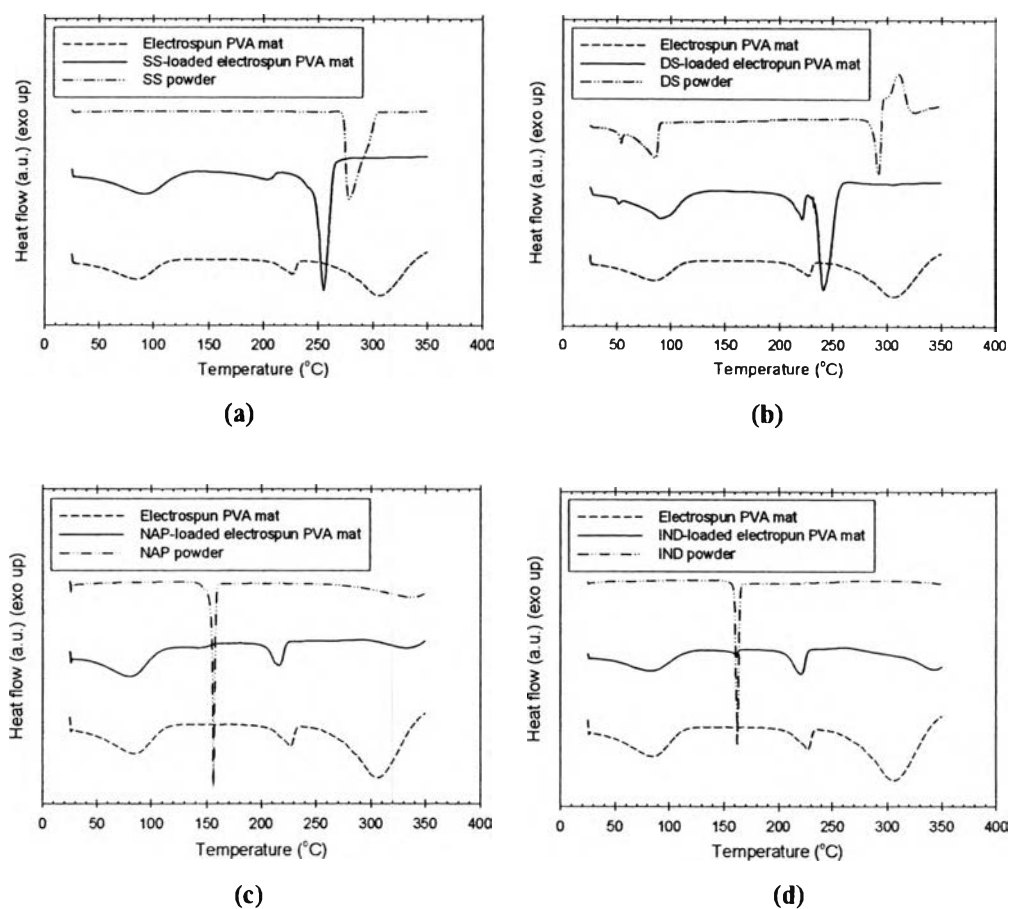 Electrospun PVA mat
SS-loaded electrospun PVA mat
SS powder
Heat flow (a.u.) (exo up)
0 50 100 150 200 250 300 350 400
Temperature (°C)
(a)
Electrospun PVA mat
DS-loaded electropun PVA mat
DS powder
Heat flow (a.u.) (exo up)
0 50 100 150 200 250 300 350 400
Temperature (°C)
(b)
Electrospun PVA mat
NAP-loaded electrospun PVA mat
NAP powder
Heat flow (a.u.) (exo up)
0 50 100 150 200 250 300 350 400
Temperature (°C)
(c)
Electrospun PVA mat
IND-loaded electropun PVA mat
IND powder
Heat flow (a.u.) (exo up)
0 50 100 150 200 250 300 350 400
Temperature (°C)
(d)